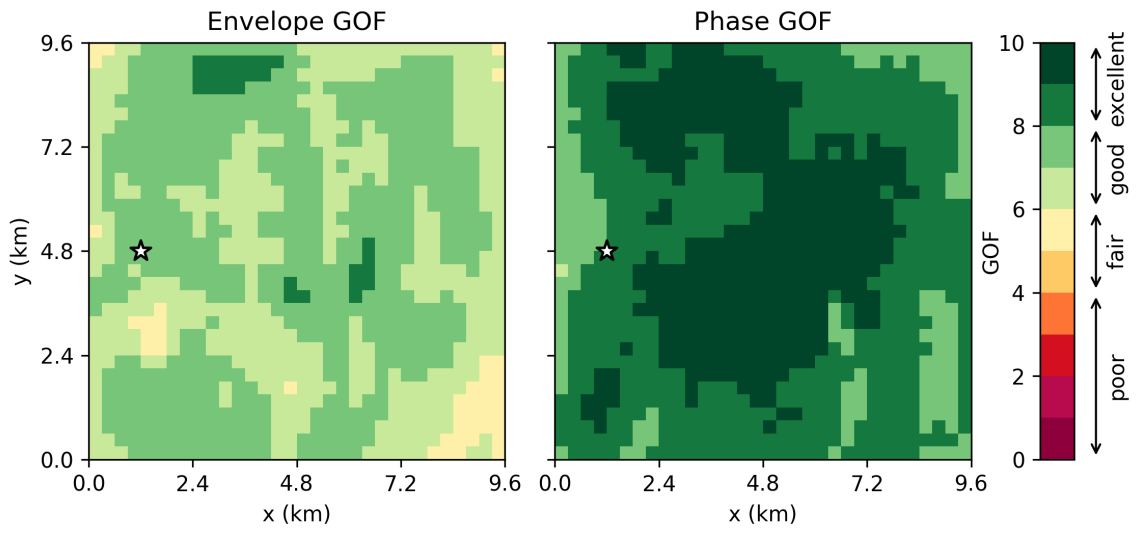 Envelope GOF
Phase GOF
9.6
7.2
4.8
2.4
0.0
y (km)
0.0 2.4 4.8 7.2 9.6
x (km)
0.0 2.4 4.8 7.2 9.6
x (km)
GOF
10
8
6
4
2
0
excellent
good
fair
poor